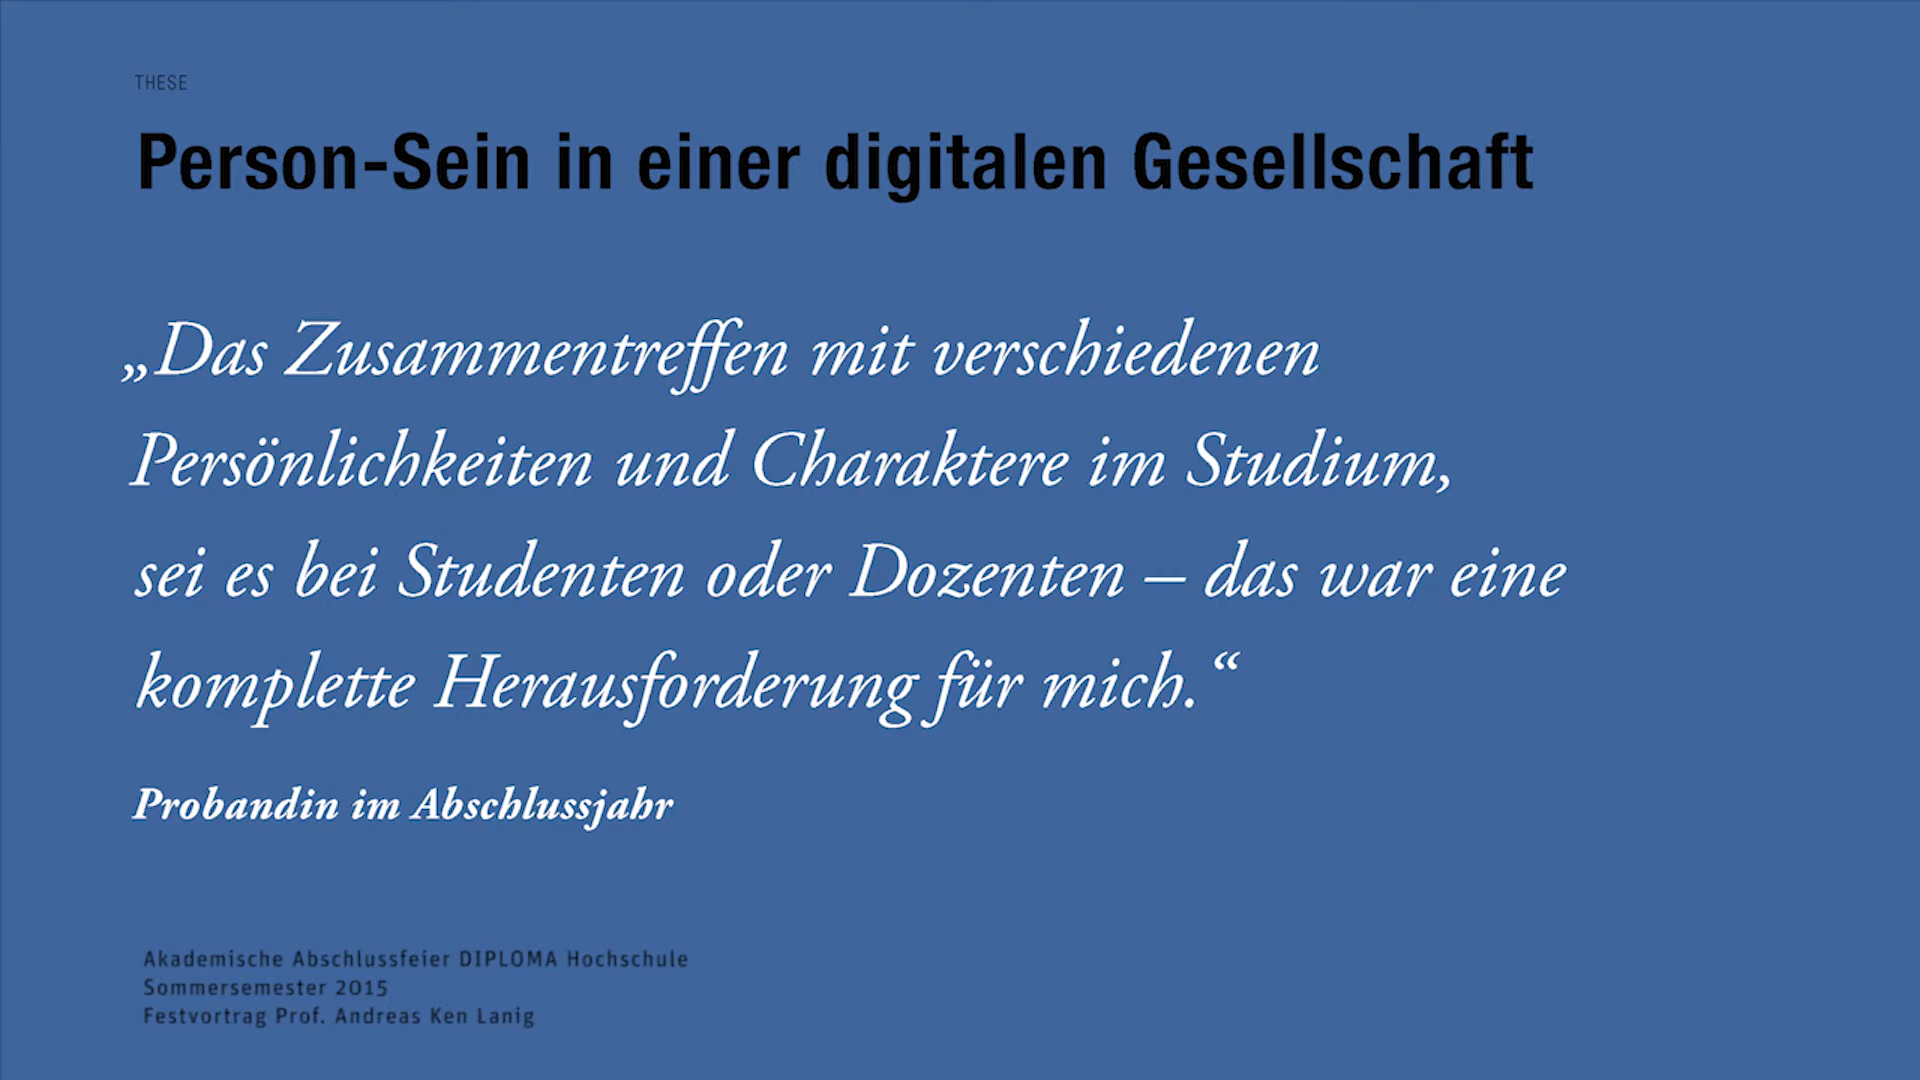 THESE
Person-Sein in einer digitalen Gesellschaft
„Das Zusammentreffen mit verschiedenen
Persönlichkeiten und Charaktere im Studium,
sei es bei Studenten oder Dozenten – das war eine
komplette Herausforderung für mich.“
Probandin im Abschlussjahr
Akademische Abschlussfeier DIPLOMA Hochschule
Sommersemester 2015
Festvortrag Prof. Andreas Ken Lanig